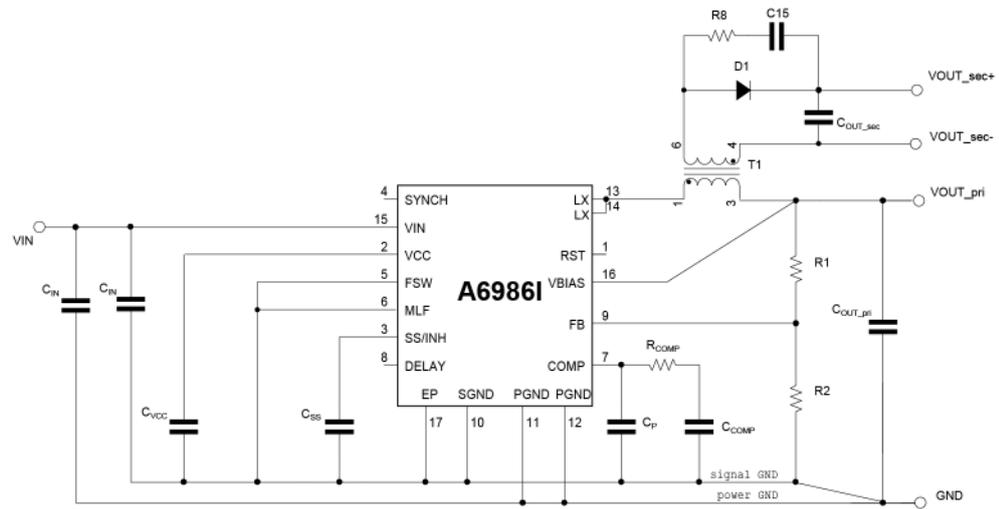 R8 C15
D1
VOUT_sec+
COUT_sec
VOUT_sec-
6 4
T1
1 3
VOUT_pri
4 SYNCH LX 13
LX 14
VIN 15 VIN
2 VCC RST 1
5 FSW VBIAS 16
A6986I
R1
CIN CIN
6 MLF
COUT_pri
FB 9
3 SS/INH
RCOMP
8 DELAY COMP 7
R2
EP SGND PGND PGND
17 10 11 12
CVCC CSS CP CCOMP
signal GND
power GND
GND